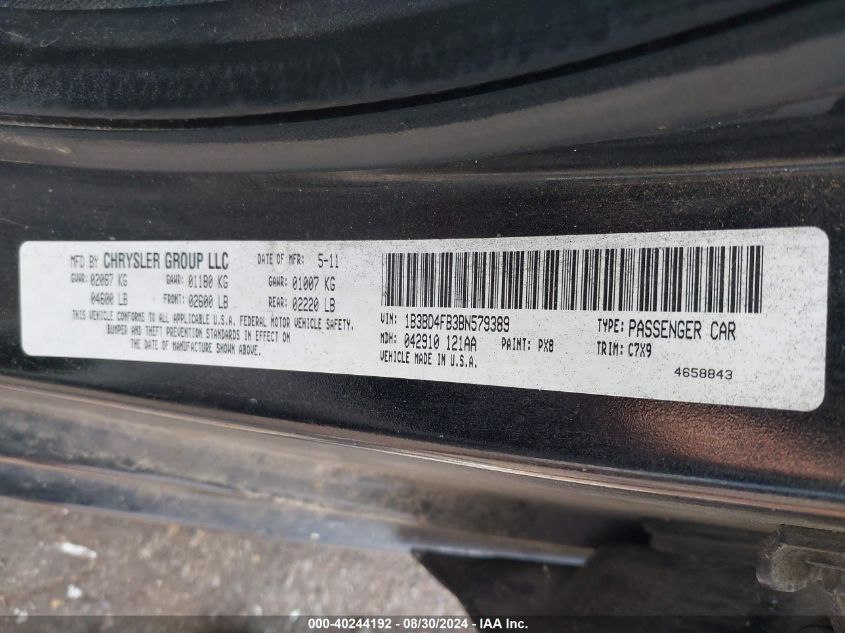 MFD BY CHRYSLER GROUP LLC DATE OF MFR: 5-11
GVWR: 02087 KG GAWR: 01180 KG GAWR: 01007 KG
04600 LB FRONT: 02600 LB REAR: 02220 LB
THIS VEHICLE CONFORMS TO ALL APPLICABLE U.S.A. FEDERAL MOTOR VEHICLE SAFETY,
BUMPER AND THEFT PREVENTION STANDARDS IN EFFECT ON
THE DATE OF MANUFACTURE SHOWN ABOVE.
VIN: 1B3BD4FB3BN579389 TYPE: PASSENGER CAR
MDH: 042910 121AA PAINT: PX8 TRIM: C7X9
VEHICLE MADE IN U.S.A.
4658843
000-40244192 - 08/30/2024 - IAA Inc.